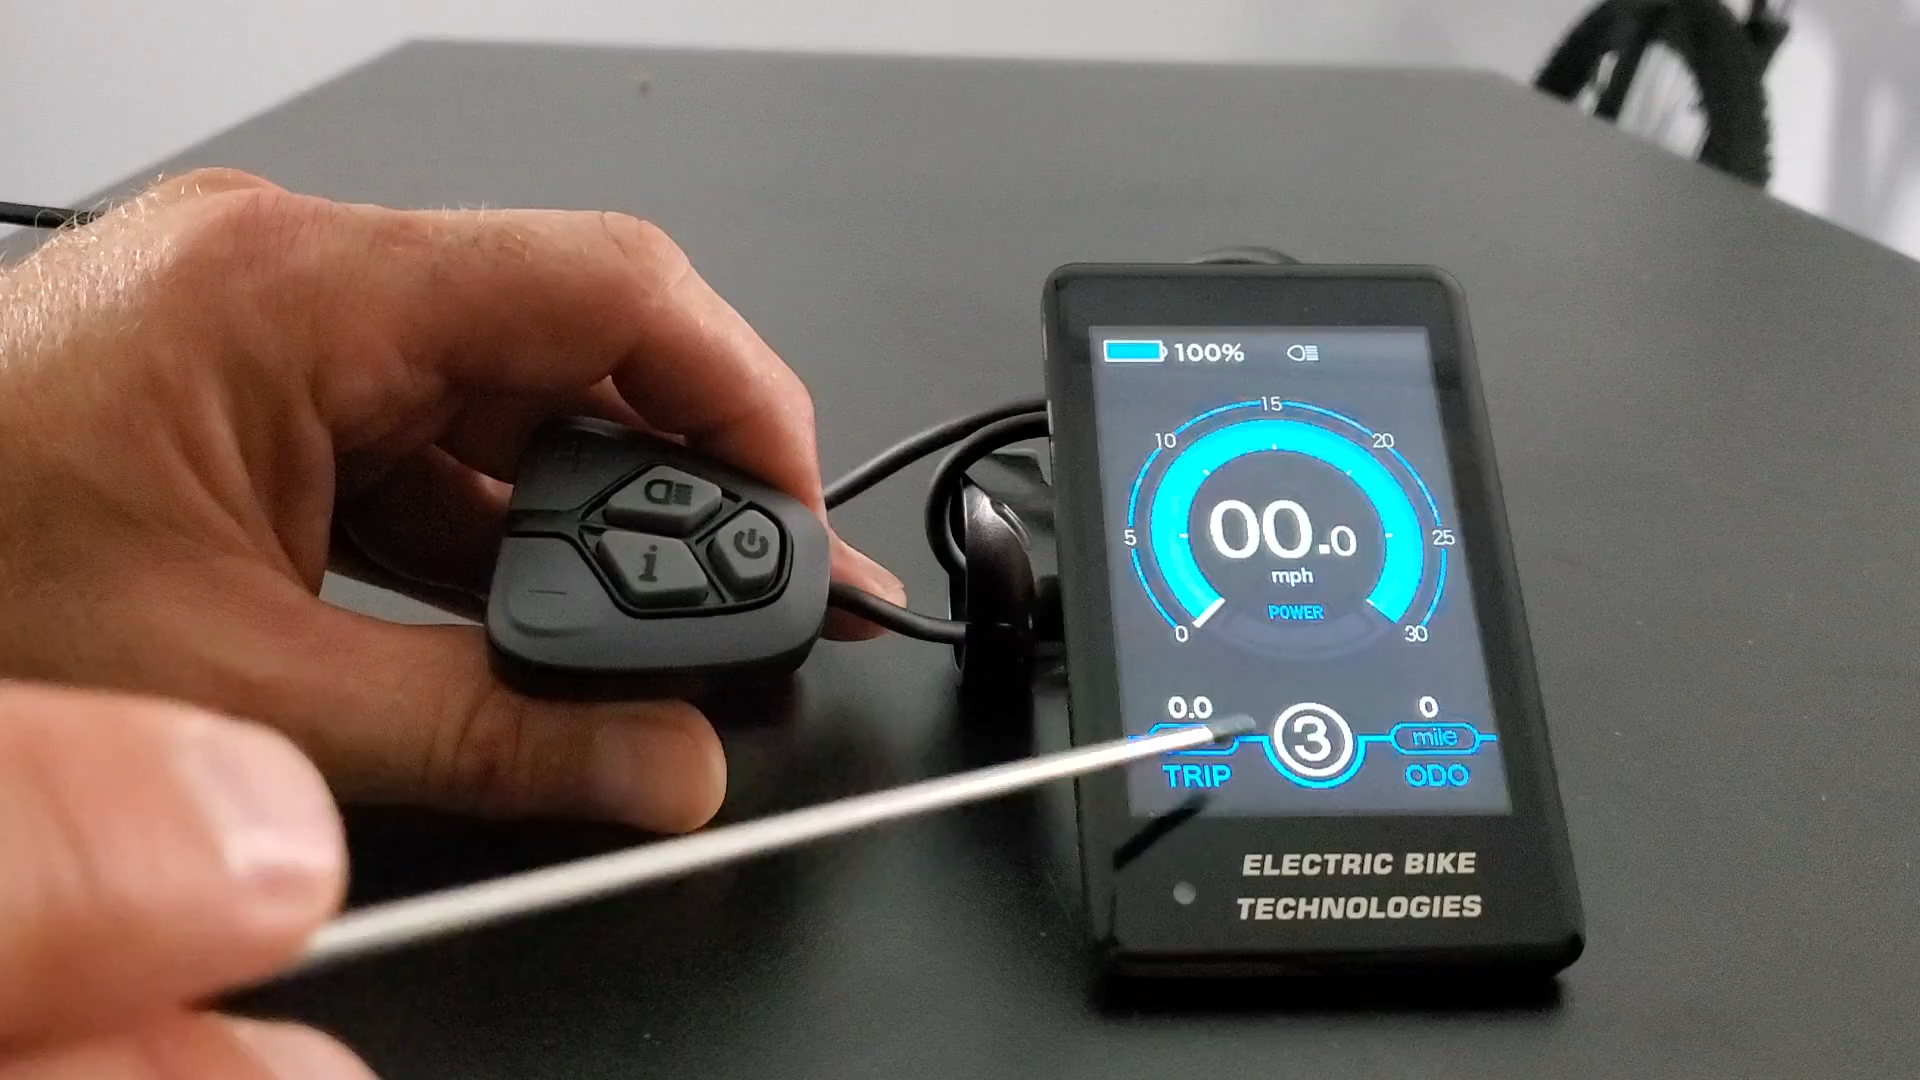 100%
15
10 20
00.0
5 25
mph
POWER
0 30
0.0 0
3 mile
TRIP ODO
ELECTRIC BIKE
TECHNOLOGIES
i